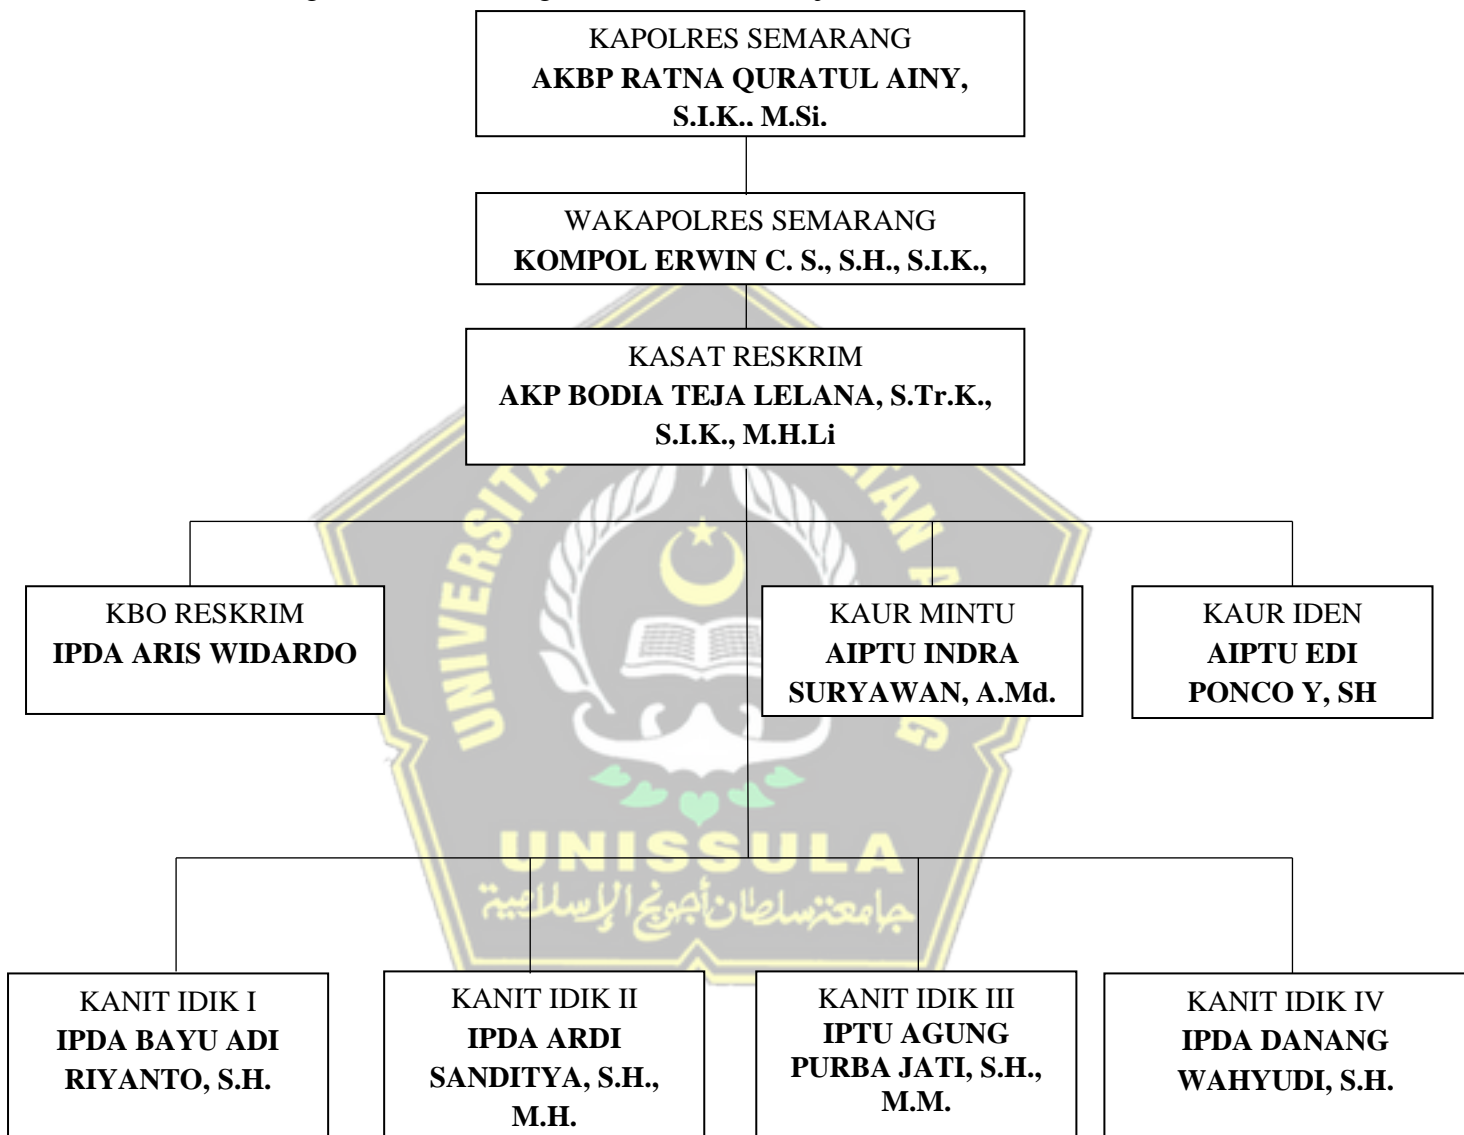 KAPOLRES SEMARANG
AKBP RATNA QURATUL AINY,
S.I.K., M.Si.
WAKAPOLRES SEMARANG
KOMPOL ERWIN C. S., S.H., S.I.K.,
KASAT RESKRIM
AKP BODIA TEJA LELANA, S.Tr.K.,
S.I.K., M.H.Li
KBO RESKRIM
IPDA ARIS WIDARDO
KAUR MINTU
AIPTU INDRA
SURYAWAN, A.Md.
KAUR IDEN
AIPTU EDI
PONCO Y, SH
UNISSULA
جامعة سلطان أجونج الإسلامية
KANIT IDIK I
IPDA BAYU ADI
RIYANTO, S.H.
KANIT IDIK II
IPDA ARDI
SANDITYA, S.H.,
M.H.
KANIT IDIK III
IPTU AGUNG
PURBA JATI, S.H.,
M.M.
KANIT IDIK IV
IPDA DANANG
WAHYUDI, S.H.